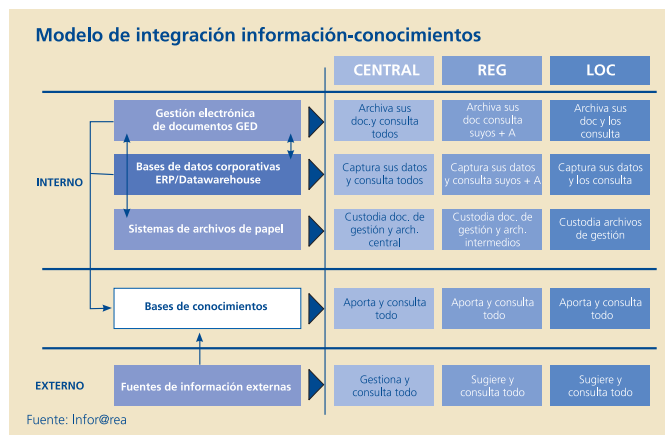 Modelo de integración información-conocimientos
CENTRAL
REG
LOC
INTERNO
Gestión electrónica
de documentos GED
Archiva sus
doc.y consulta
todos
Archiva sus
doc consulta
suyos + A
Archiva sus
doc y los
consulta
Bases de datos corporativas
ERP/Datawarehouse
Captura sus datos
y consulta todos
Captura sus datos
y consulta suyos + A
Captura sus datos
y los consulta
Sistemas de archivos de papel
Custodia doc. de
gestión y arch.
central
Custodia doc. de
gestión y arch.
intermedios
Custodia archivos
de gestión
Bases de conocimientos
Aporta y consulta
todo
Aporta y consulta
todo
Aporta y consulta
todo
EXTERNO
Fuentes de información externas
Gestiona y
consulta todo
Sugiere y
consulta todo
Sugiere y
consulta todo
Fuente: Infor@rea